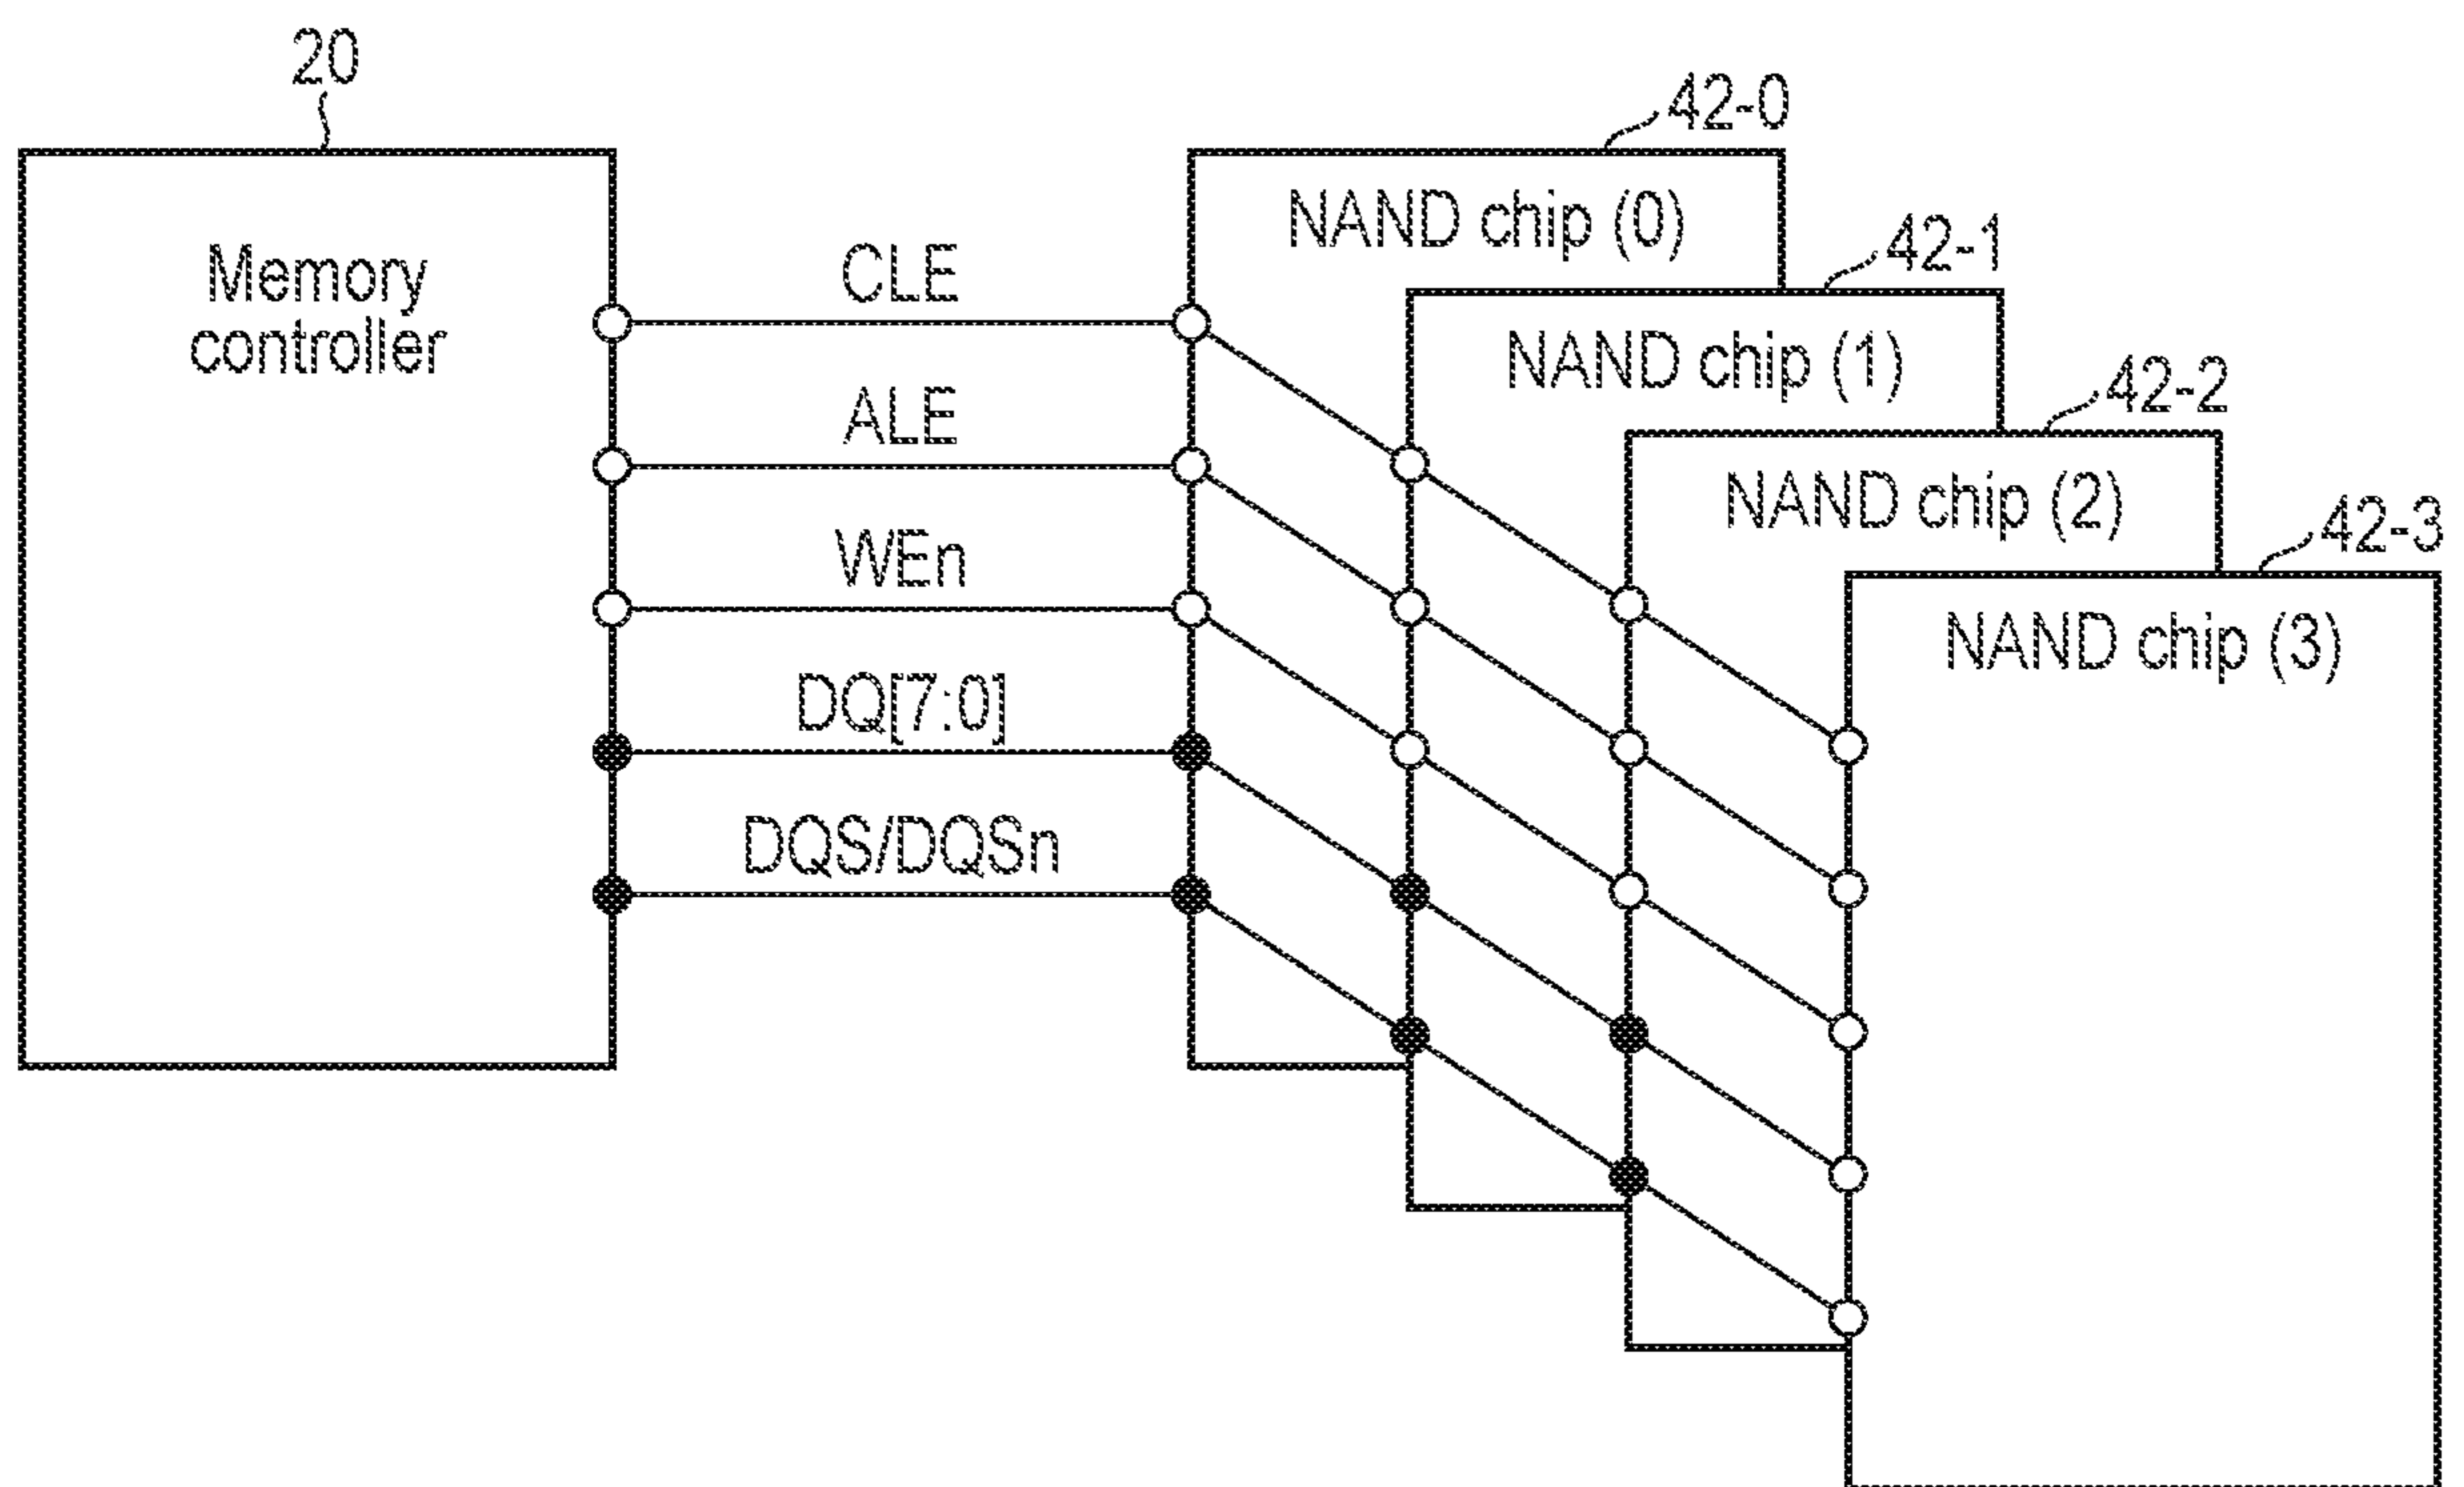 20
42-0
NAND chip (0)
42-1
Memory
controller
CLE
NAND chip (1)
42-2
ALE
NAND chip (2)
42-3
WEn
NAND chip (3)
DQ[7:0]
DQS/DQSn